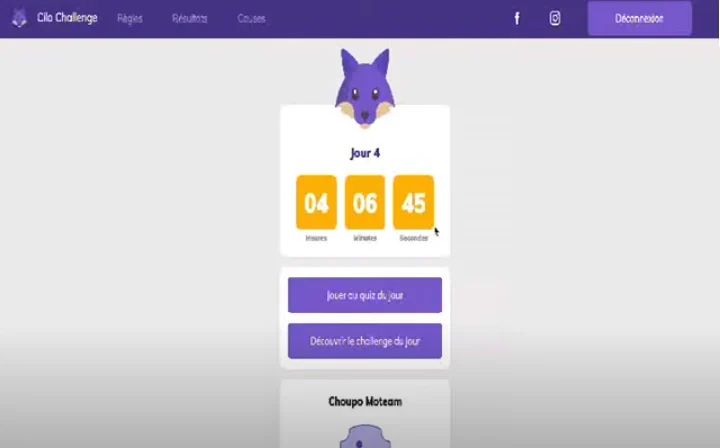 Cilo Challenge
Règles
Résultats
Causes
Déconnexion
Jour 4
04 06 45
Heures Minutes Secondes
Jouer au quiz du jour
Découvrir le challenge du jour
Choupo Moteam